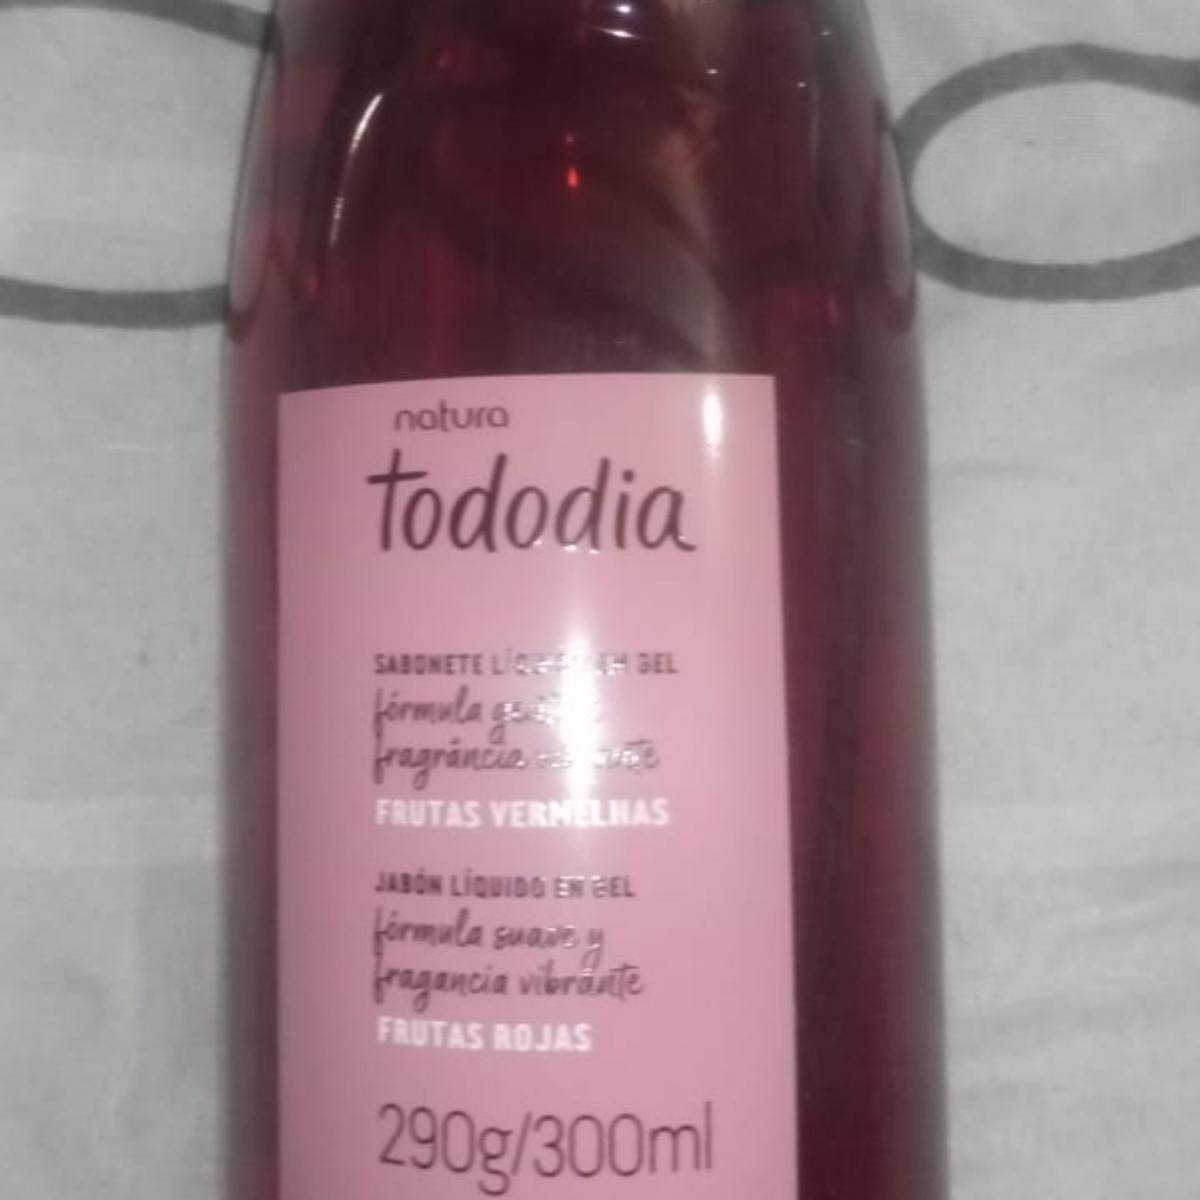 natura
tododia
SABONETE LÍQUIDO EM GEL
fórmula
fragrância
FRUTAS VERMELHAS
JABÓN LÍQUIDO EN GEL
fórmula suave y
fragancia vibrante
FRUTAS ROJAS
290g/300ml